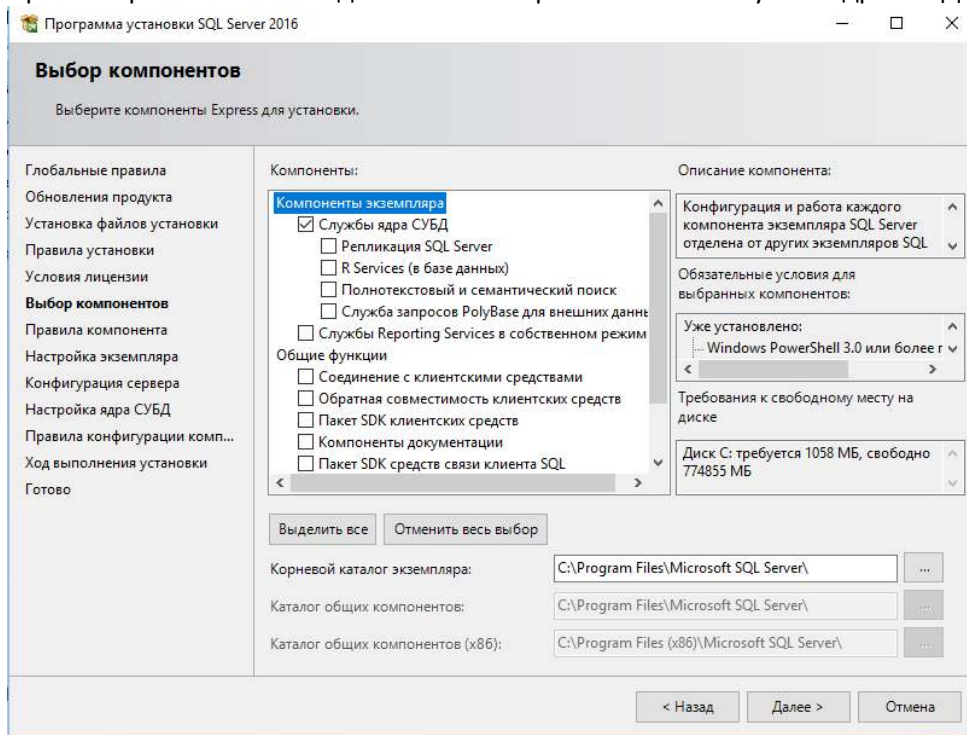 Программа установки SQL Server 2016
Выбор компонентов
Выберите компоненты Express для установки.
Глобальные правила
Обновления продукта
Установка файлов установки
Правила установки
Условия лицензии
Выбор компонентов
Правила компонента
Настройка экземпляра
Конфигурация сервера
Настройка ядра СУБД
Правила конфигурации комп...
Ход выполнения установки
Готово
Компоненты:
Компоненты экземпляра
Службы ядра СУБД
Репликация SQL Server
R Services (в базе данных)
Полнотекстовый и семантический поиск
Служба запросов PolyBase для внешних данны
Службы Reporting Services в собственном режим
Общие функции
Соединение с клиентскими средствами
Обратная совместимость клиентских средств
Пакет SDK клиентских средств
Компоненты документации
Пакет SDK средств связи клиента SQL
Описание компонента:
Конфигурация и работа каждого
компонента экземпляра SQL Server
отделена от других экземпляров SQL
Обязательные условия для
выбранных компонентов:
Уже установлено:
Windows PowerShell 3.0 или более г
Требования к свободному месту на
диске
Диск C: требуется 1058 МБ, свободно
774855 МБ
Выделить все
Отменить весь выбор
Корневой каталог экземпляра:
C:\Program Files\Microsoft SQL Server\
...
Каталог общих компонентов:
C:\Program Files\Microsoft SQL Server\
...
Каталог общих компонентов (x86):
C:\Program Files (x86)\Microsoft SQL Server\
...
< Назад
Далее >
Отмена